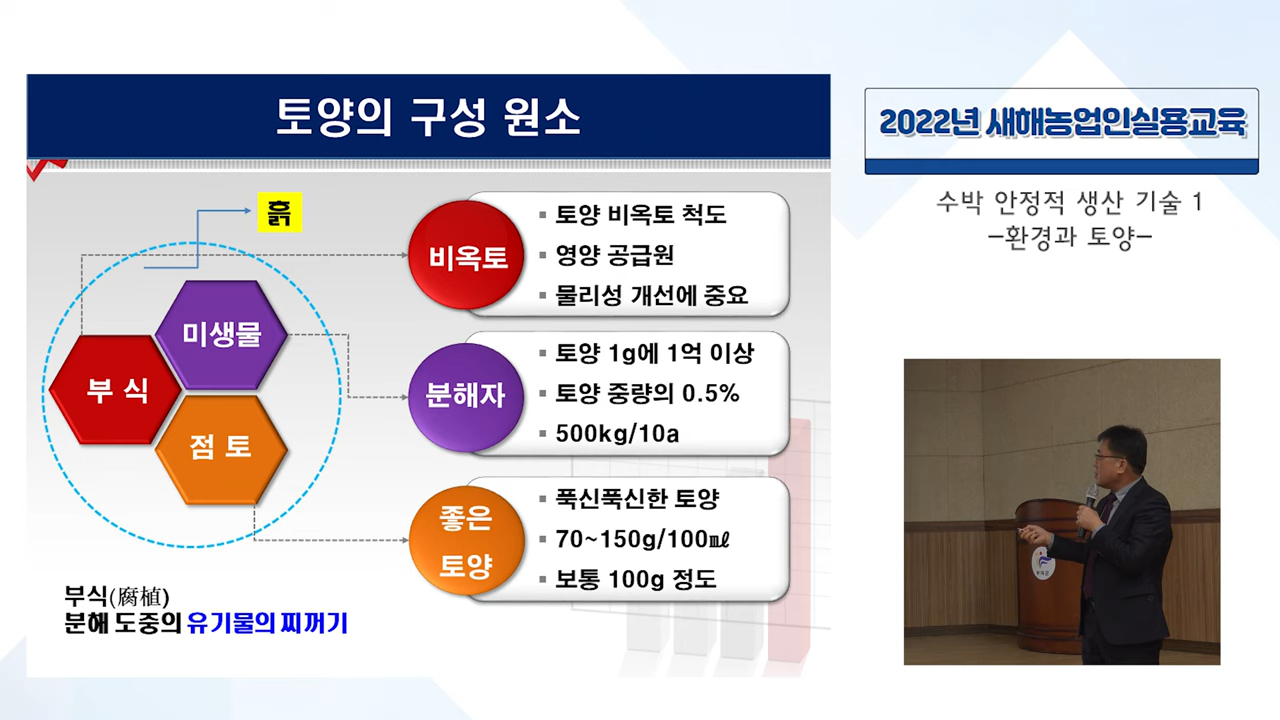 토양의 구성 원소
2022년 새해농업인실용교육
수박 안정적 생산 기술 1
-환경과 토양-
흙
미생물
부 식
점 토
비옥토
▪ 토양 비옥토 척도
▪ 영양 공급원
▪ 물리성 개선에 중요
분해자
▪ 토양 1g에 1억 이상
▪ 토양 중량의 0.5%
▪ 500kg/10a
좋은
토양
▪ 푹신푹신한 토양
▪ 70~150g/100㎖
▪ 보통 100g 정도
부식(腐植)
분해 도중의 유기물의 찌꺼기